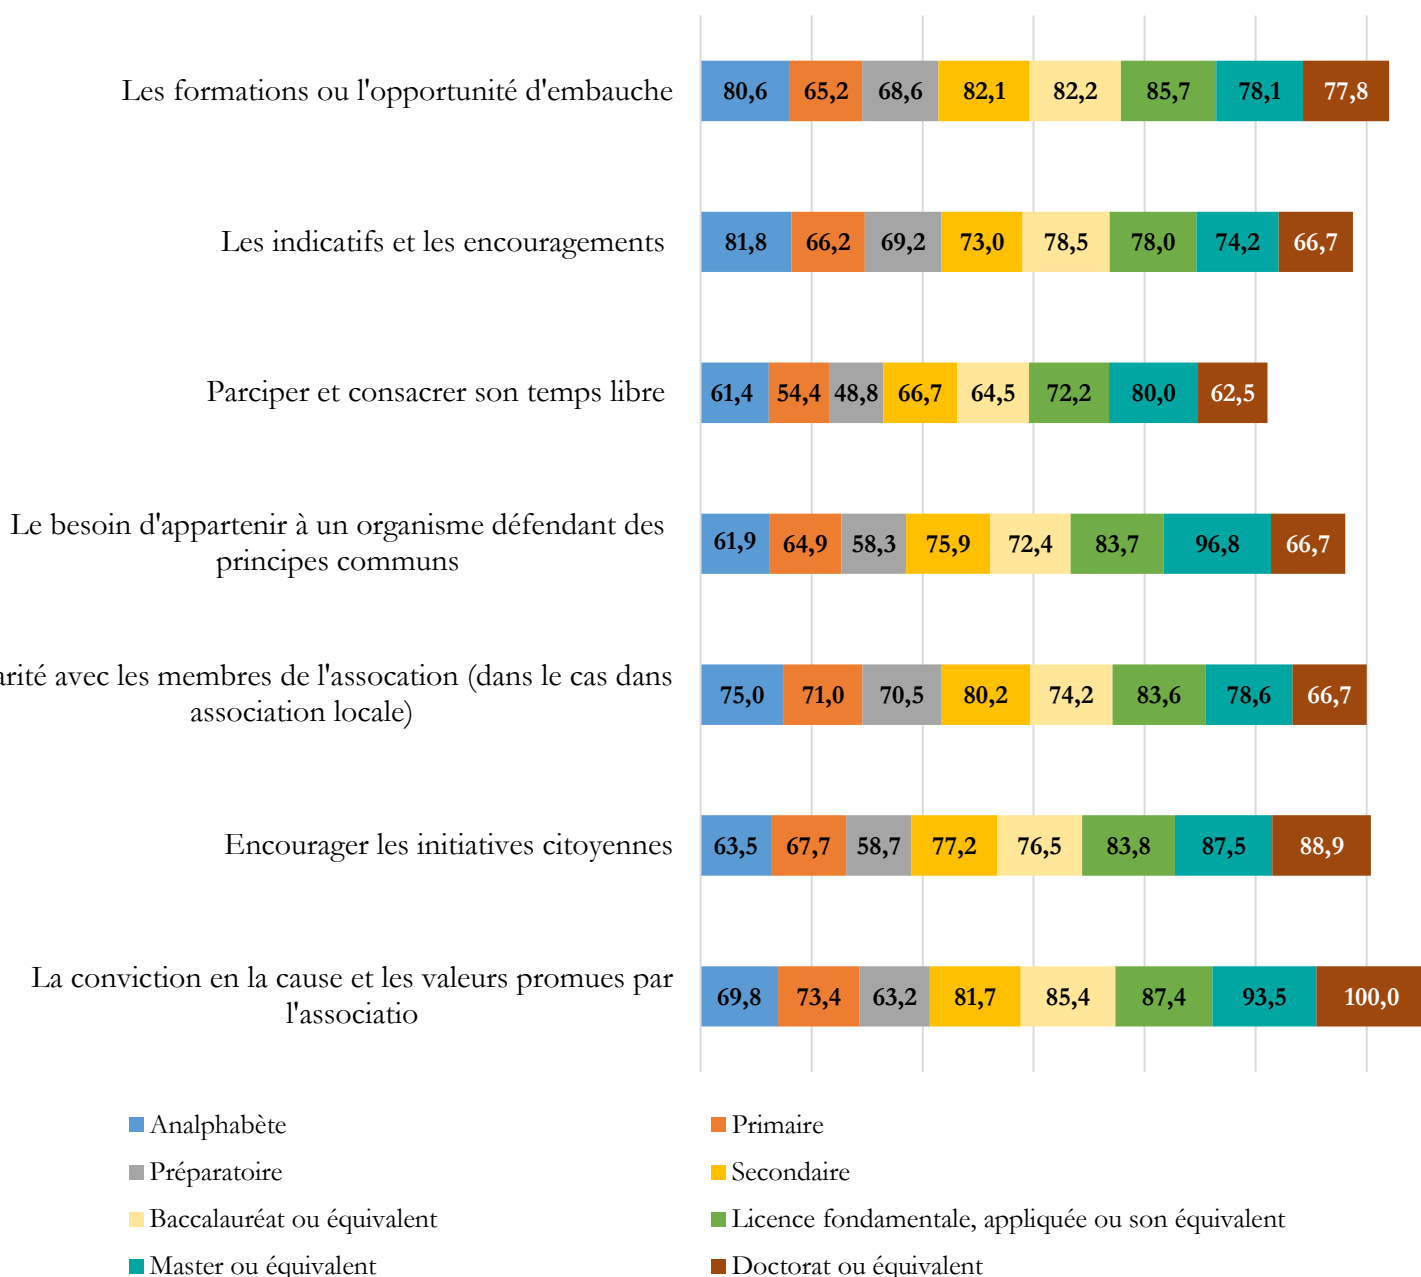 Les formations ou l'opportunité d'embauche
80,6 65,2 68,6 82,1 82,2 85,7 78,1 77,8
Les indicatifs et les encouragements
81,8 66,2 69,2 73,0 78,5 78,0 74,2 66,7
Parciper et consacrer son temps libre
61,4 54,4 48,8 66,7 64,5 72,2 80,0 62,5
Le besoin d'appartenir à un organisme défendant des
principes communs
61,9 64,9 58,3 75,9 72,4 83,7 96,8 66,7
arité avec les membres de l'assocation (dans le cas dans
association locale)
75,0 71,0 70,5 80,2 74,2 83,6 78,6 66,7
Encourager les initiatives citoyennes
63,5 67,7 58,7 77,2 76,5 83,8 87,5 88,9
La conviction en la cause et les valeurs promues par
l'associatio
69,8 73,4 63,2 81,7 85,4 87,4 93,5 100,0
Analphabète
Primaire
Préparatoire
Secondaire
Baccalauréat ou équivalent
Licence fondamentale, appliquée ou son équivalent
Master ou équivalent
Doctorat ou équivalent